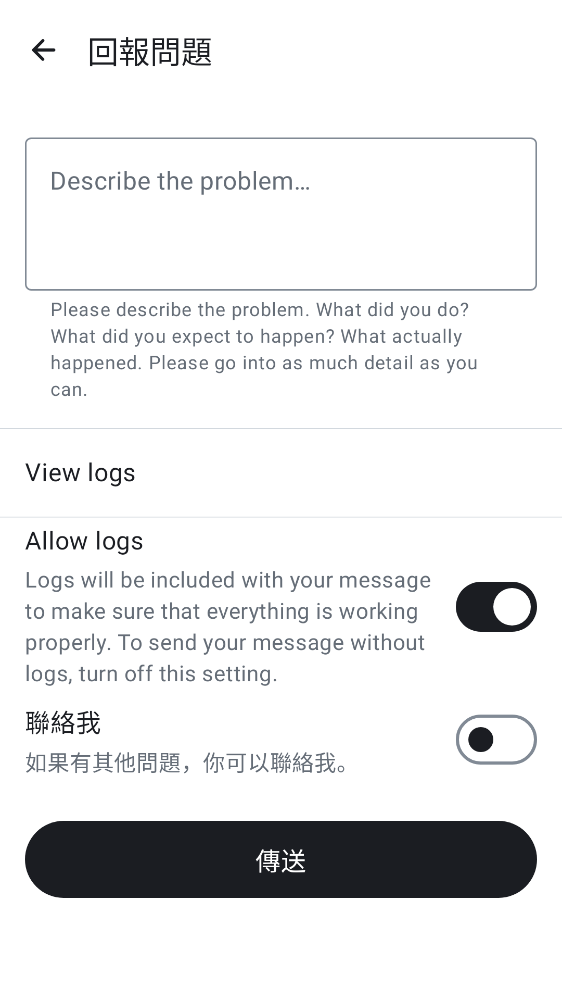 回報問題
Describe the problem…
Please describe the problem. What did you do?
What did you expect to happen? What actually
happened. Please go into as much detail as you
can.
View logs
Allow logs
Logs will be included with your message
to make sure that everything is working
properly. To send your message without
logs, turn off this setting.
聯絡我
如果有其他問題，你可以聯絡我。
傳送